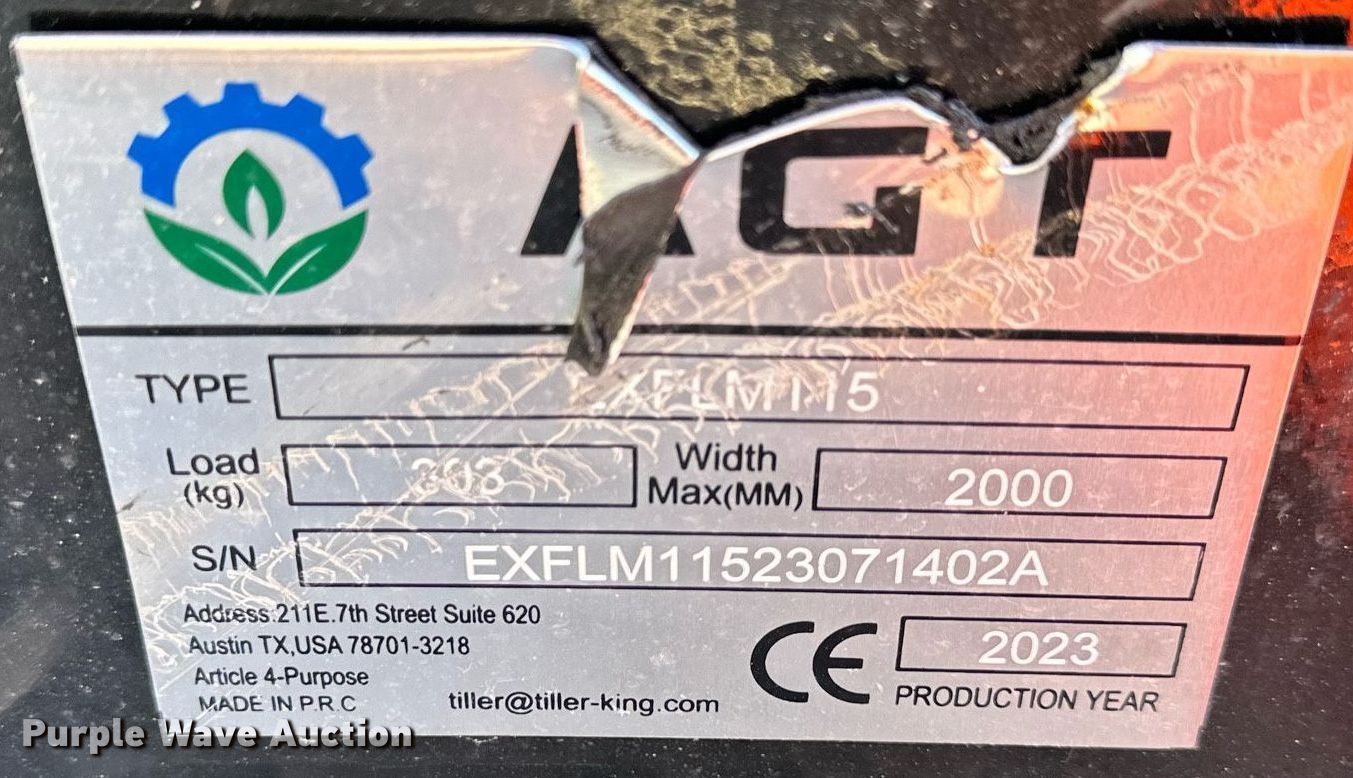 AGT
TYPE EXFLM115
Load (kg) 363 Width Max(MM) 2000
S/N EXFLM11523071402A
Address:211E.7th Street Suite 620
Austin TX,USA 78701-3218
Article 4-Purpose
MADE IN P.R.C
tiller@tiller-king.com
CE
2023
PRODUCTION YEAR
Purple Wave Auction